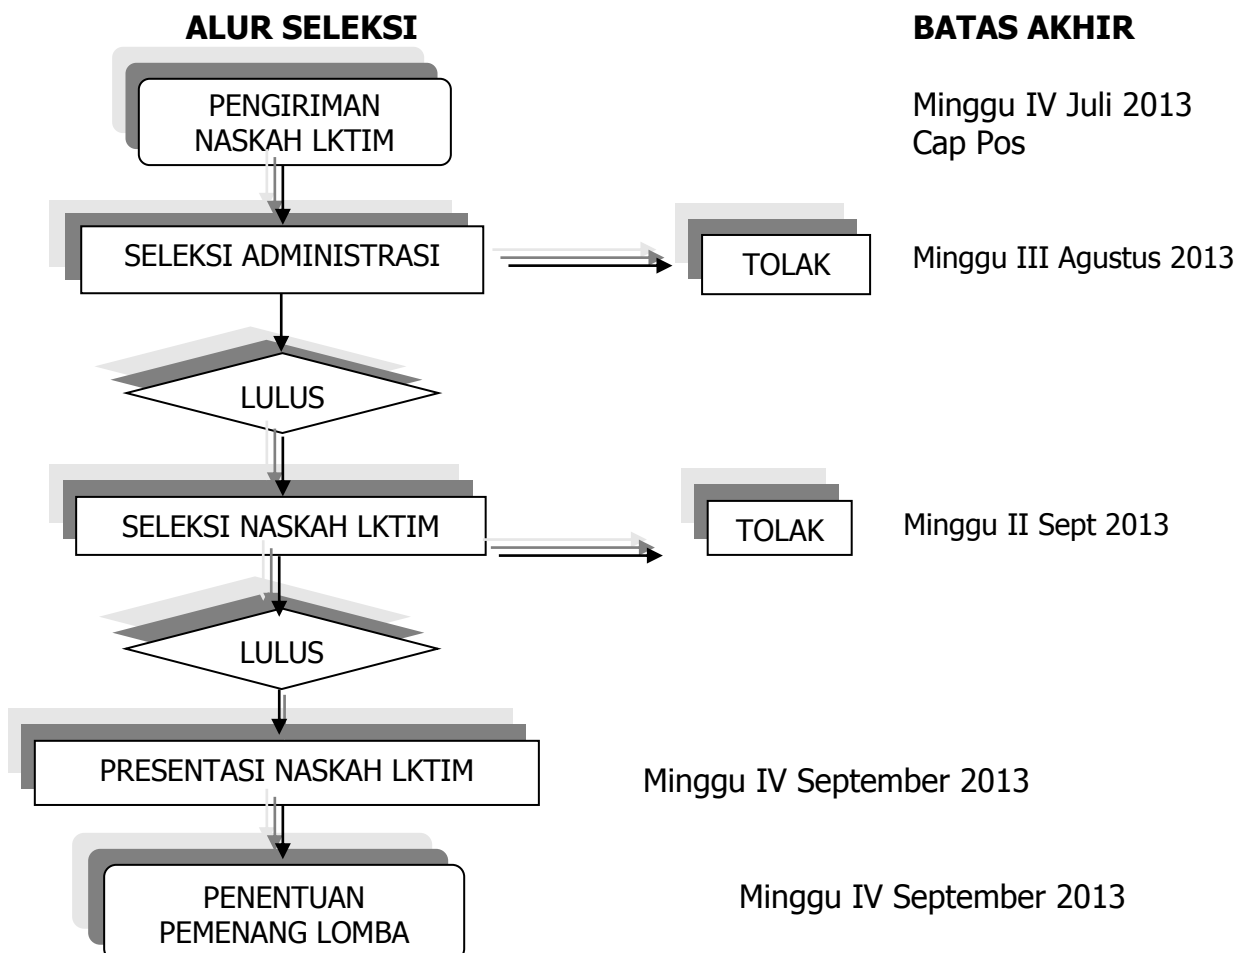 ALUR SELEKSI
BATAS AKHIR
PENGIRIMAN
NASKAH LKTIM
Minggu IV Juli 2013
Cap Pos
SELEKSI ADMINISTRASI
TOLAK
Minggu III Agustus 2013
LULUS
SELEKSI NASKAH LKTIM
TOLAK
Minggu II Sept 2013
LULUS
PRESENTASI NASKAH LKTIM
Minggu IV September 2013
PENENTUAN
PEMENANG LOMBA
Minggu IV September 2013